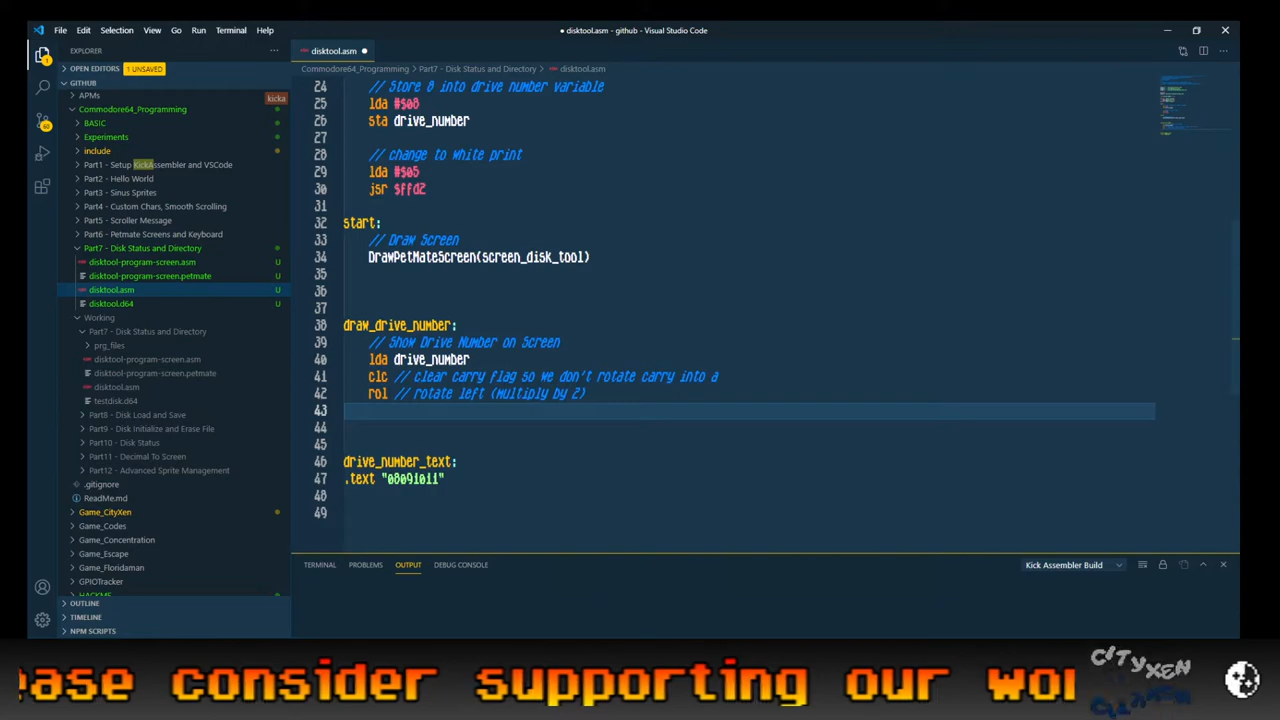 File Edit Selection View Go Run Terminal Help
● disktool.asm - github - Visual Studio Code
EXPLORER
OPEN EDITORS 1 UNSAVED
GITHUB
kicka
APMs
Commodore64_Programming
BASIC
Experiments
include
Part1 - Setup KickAssembler and VSCode
Part2 - Hello World
Part3 - Sinus Sprites
Part4 - Custom Chars, Smooth Scrolling
Part5 - Scroller Message
Part6 - Petmate Screens and Keyboard
Part7 - Disk Status and Directory
disktool-program-screen.asm U
disktool-program-screen.petmate U
disktool.asm U
disktool.d64 U
Working
Part7 - Disk Status and Directory
prg_files
disktool-program-screen.asm
disktool-program-screen.petmate
disktool.asm
testdisk.d64
Part8 - Disk Load and Save
Part9 - Disk Initialize and Erase File
Part10 - Disk Status
Part11 - Decimal To Screen
Part12 - Advanced Sprite Management
.gitignore
ReadMe.md
Game_CityXen
Game_Codes
Game_Concentration
Game_Escape
Game_Floridaman
GPIOTracker
HACKME
OUTLINE
TIMELINE
NPM SCRIPTS
1
60
disktool.asm ●
Commodore64_Programming > Part7 - Disk Status and Directory > disktool.asm
24 // Store 8 into drive number variable
25 lda #$08
26 sta drive_number
27
28 // change to white print
29 lda #$05
30 jsr $ffd2
31
32 start:
33 // Draw Screen
34 DrawPetMateScreen(screen_disk_tool)
35
36
37
38 draw_drive_number:
39 // Show Drive Number on Screen
40 lda drive_number
41 clc // clear carry flag so we don't rotate carry into a
42 rol // rotate left (multiply by 2)
43
44
45
46 drive_number_text:
47 .text "08091011"
48
49
TERMINAL PROBLEMS OUTPUT DEBUG CONSOLE
Kick Assembler Build
ease consider supporting our wor
CITYXEN